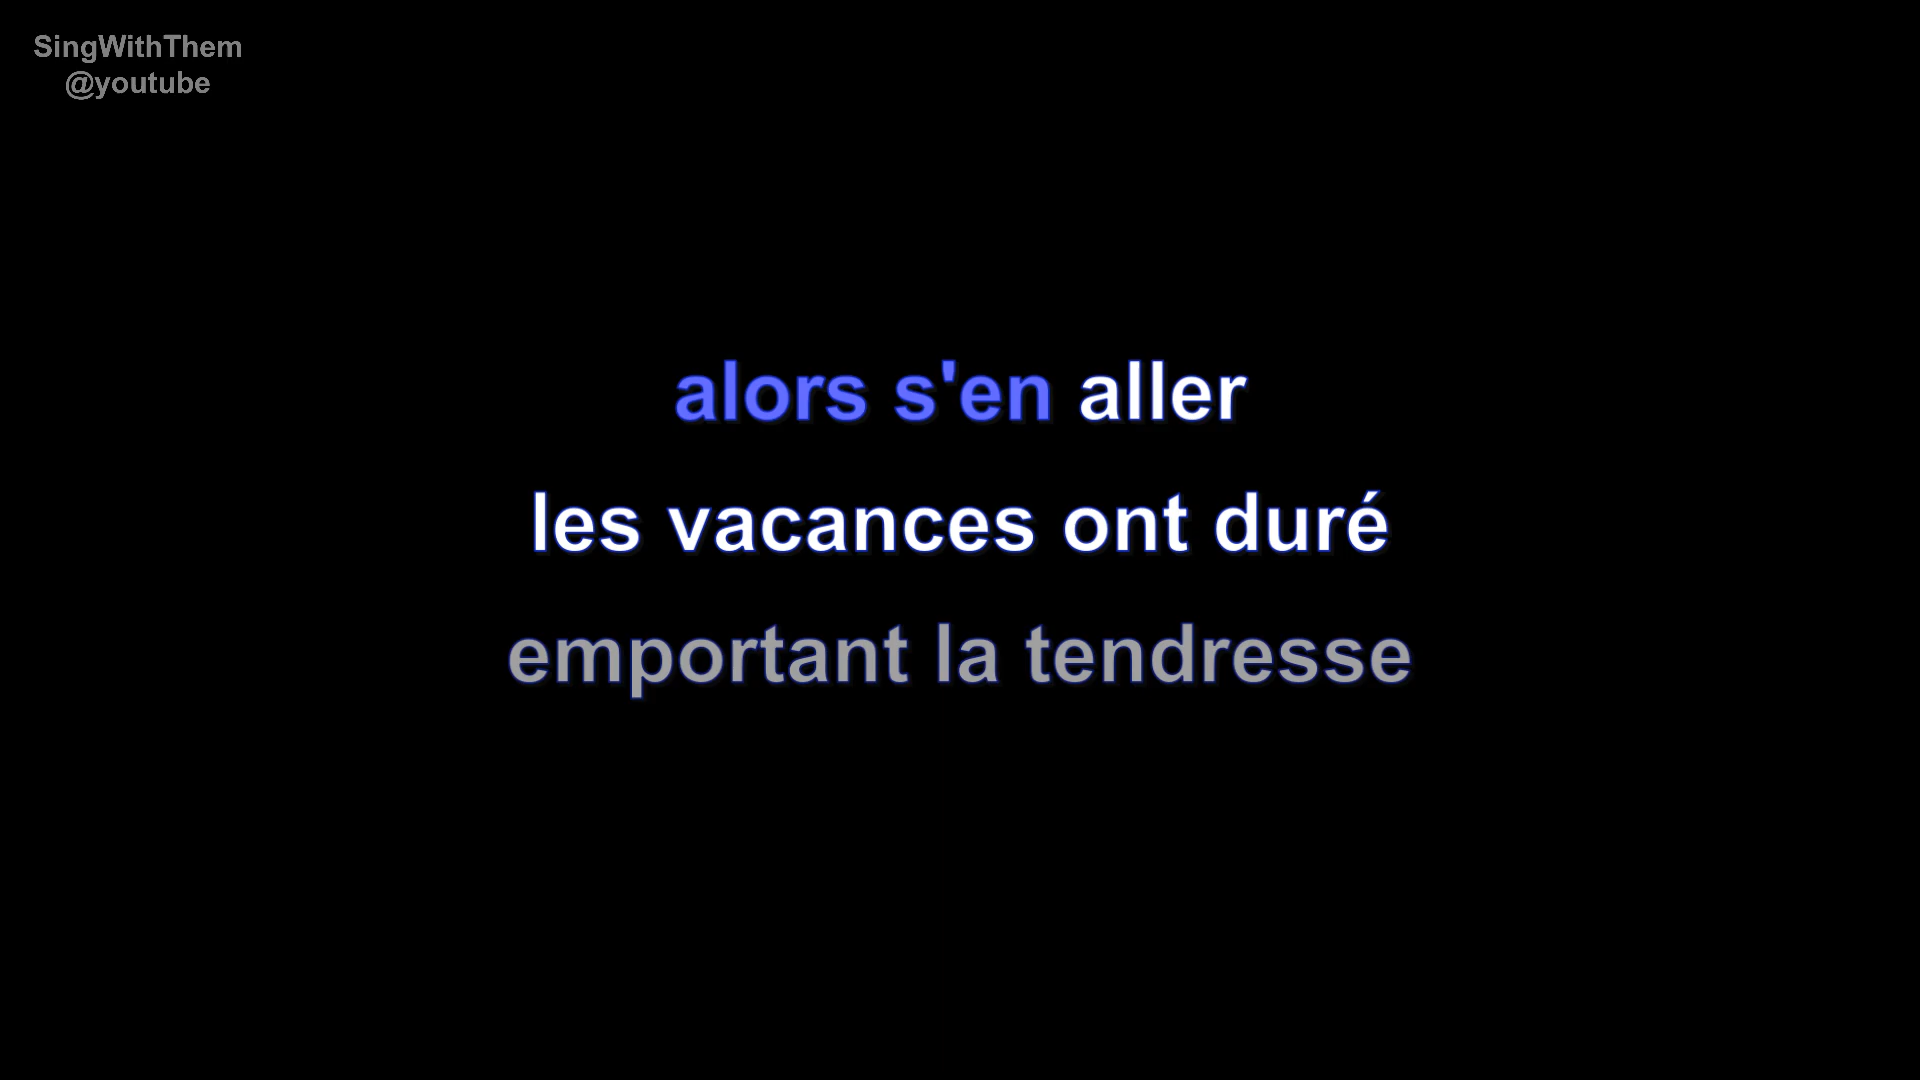 SingWithThem
@youtube
alors s'en aller
les vacances ont duré
emportant la tendresse